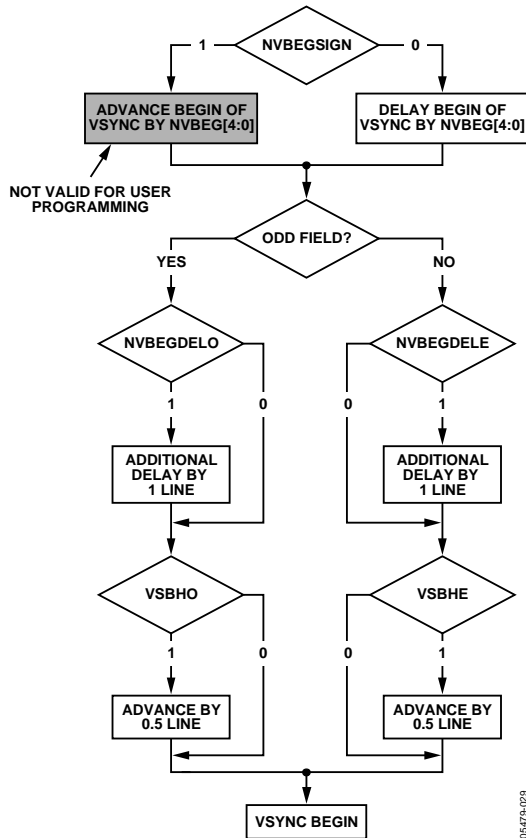 NVBEGSIGN
1
0
ADVANCE BEGIN OF
VSYNC BY NVBEG[4:0]
DELAY BEGIN OF
VSYNC BY NVBEG[4:0]
NOT VALID FOR USER
PROGRAMMING
ODD FIELD?
YES
NO
NVBEGDELO
NVBEGDELE
1
0
0
1
ADDITIONAL
DELAY BY
1 LINE
ADDITIONAL
DELAY BY
1 LINE
VSBHO
VSBHE
1
0
0
1
ADVANCE BY
0.5 LINE
ADVANCE BY
0.5 LINE
VSYNC BEGIN
05479-029